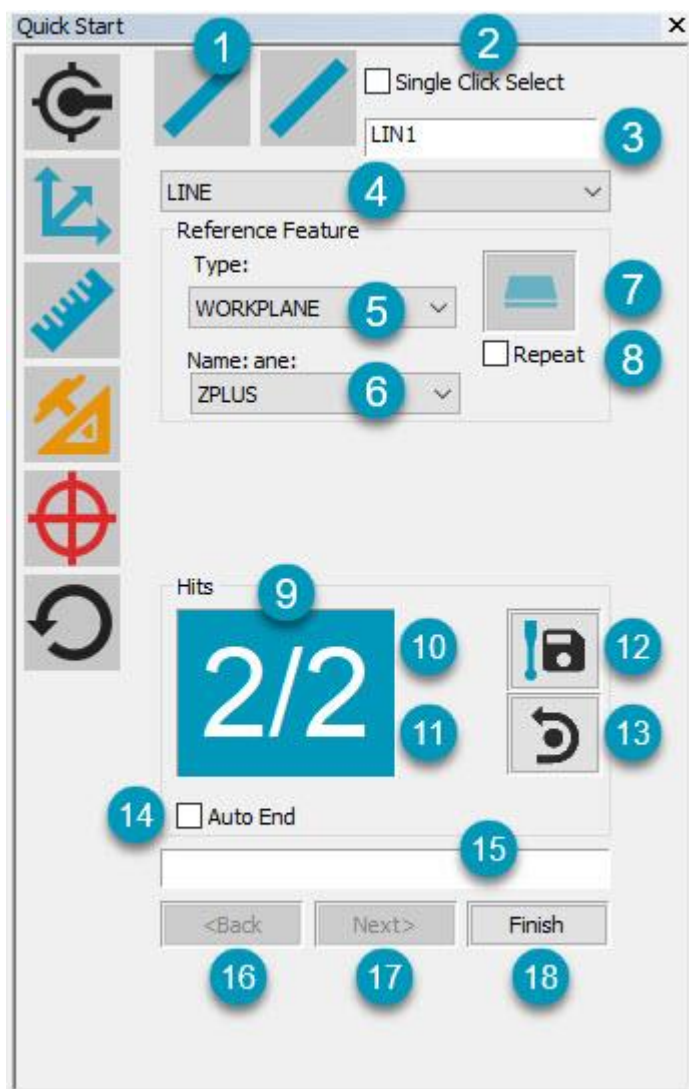 Quick Start
1
2
Single Click Select
LIN1
3
LINE
4
Reference Feature
Type:
WORKPLANE
5
7
Repeat
8
Name: ane:
ZPLUS
6
Hits
9
2/2
10
11
12
13
14
Auto End
15
<Back
Next>
Finish
16
17
18